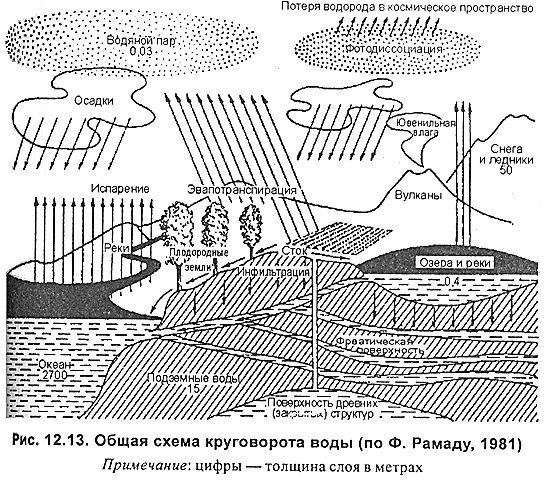 Потеря водорода в космическое пространство
Водяной пар
0,03
Фотодиссоциация
Осадки
Ювенильная
влага
Снега
и ледники
50
Испарение
Эвапотранспирация
Вулканы
Реки
Плодородные
земли
Сток
Инфильтрация
Озера и реки
0,4
Океан
2700
Фреатическая
поверхность
Подземные воды
15
Поверхность древних
(закрытых) структур
Рис. 12.13. Общая схема круговорота воды (по Ф. Рамаду, 1981)
Примечание: цифры — толщина слоя в метрах